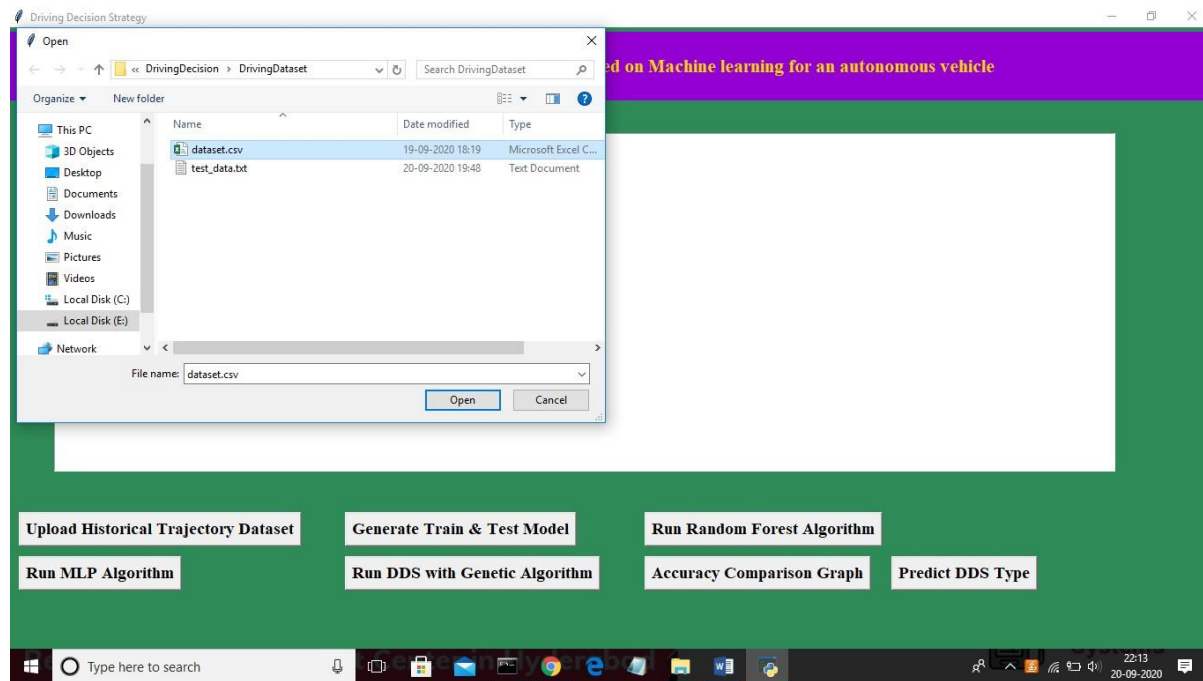 Driving Decision Strategy
Open
ed on Machine learning for an autonomous vehicle
« DrivingDecision › DrivingDataset
Search DrivingDataset
Organize
New folder
Name
Date modified
Type
This PC
3D Objects
Desktop
Documents
Downloads
Music
Pictures
Videos
Local Disk (C:)
Local Disk (E:)
Network
dataset.csv 19-09-2020 18:19 Microsoft Excel C...
test_data.txt 20-09-2020 19:48 Text Document
File name: dataset.csv
Open
Cancel
Upload Historical Trajectory Dataset
Generate Train & Test Model
Run Random Forest Algorithm
Run MLP Algorithm
Run DDS with Genetic Algorithm
Accuracy Comparison Graph
Predict DDS Type
Type here to search
22:13
20-09-2020